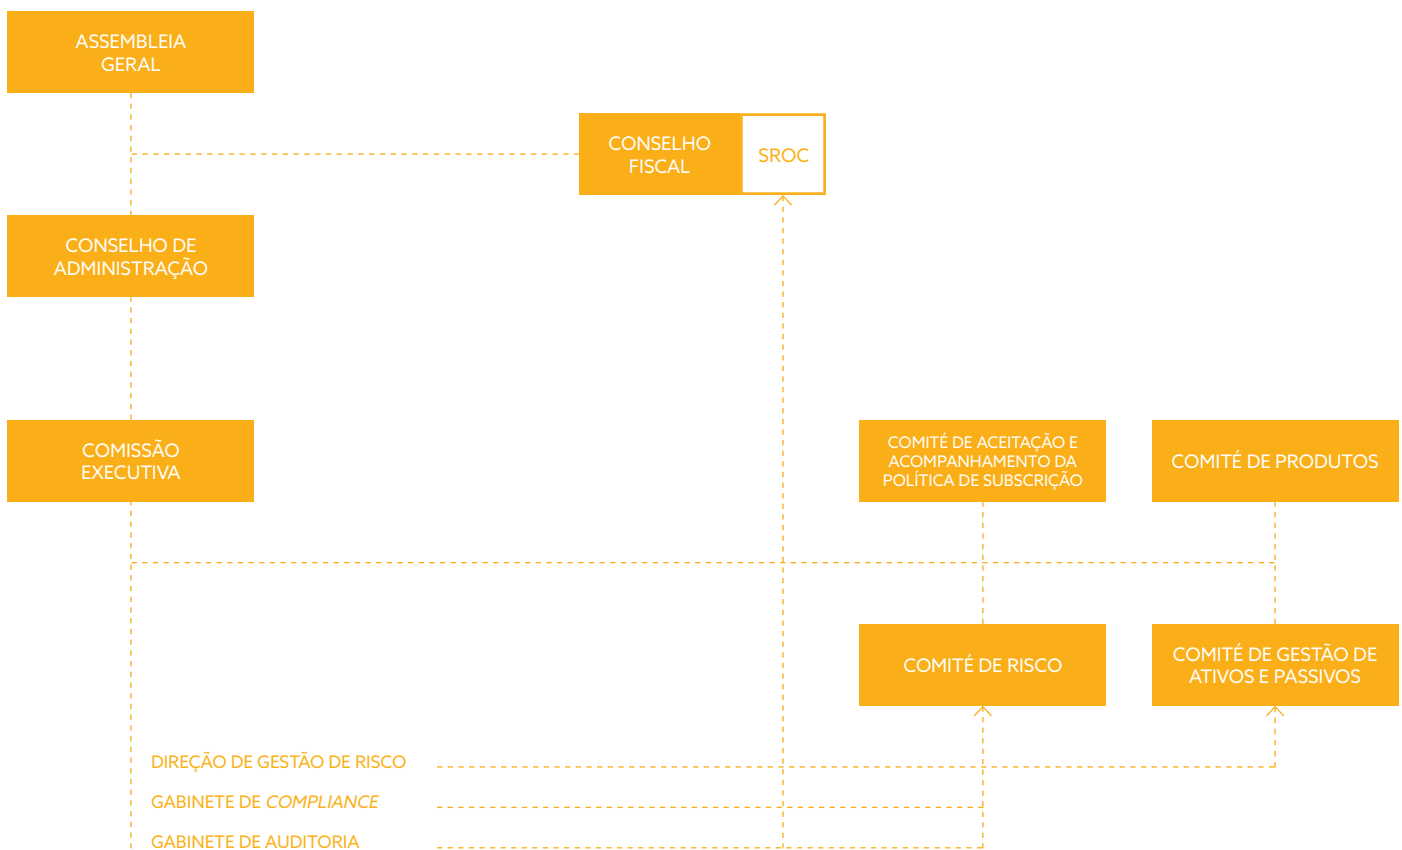 ASSEMBLEIA
GERAL
CONSELHO
FISCAL
SROC
CONSELHO DE
ADMINISTRAÇÃO
COMISSÃO
EXECUTIVA
COMITÉ DE ACEITAÇÃO E
ACOMPANHAMENTO DA
POLÍTICA DE SUBSCRIÇÃO
COMITÉ DE PRODUTOS
COMITÉ DE RISCO
COMITÉ DE GESTÃO DE
ATIVOS E PASSIVOS
DIREÇÃO DE GESTÃO DE RISCO
GABINETE DE COMPLIANCE
GABINETE DE AUDITORIA